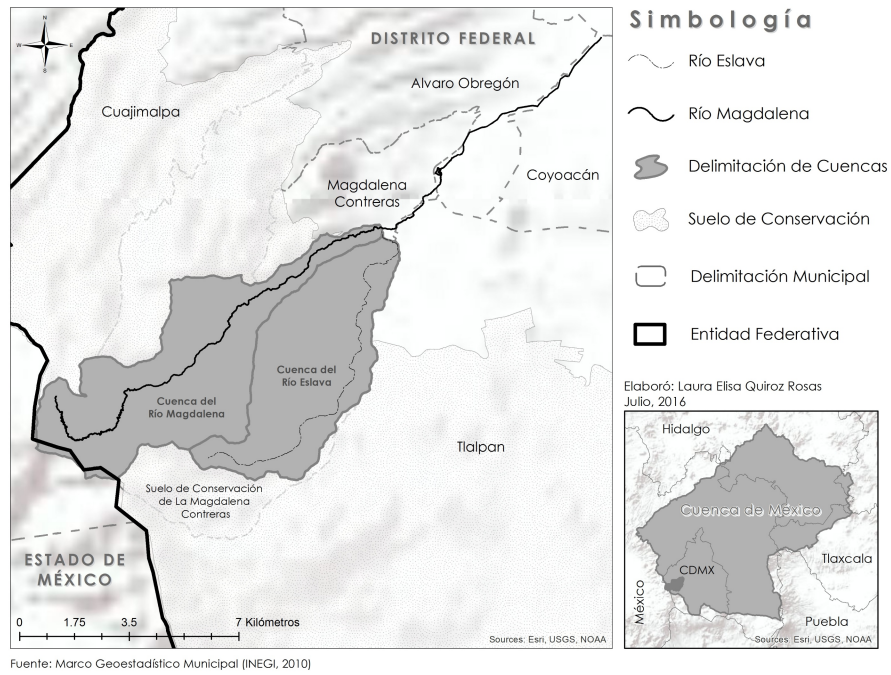 N
W
E
S
DISTRITO FEDERAL
Alvaro Obregón
Cuajimalpa
Magdalena
Contreras
Coyoacán
Cuenca del
Río Eslava
Cuenca del
Río Magdalena
Tlalpan
Suelo de Conservación
de La Magdalena
Contreras
ESTADO DE
MÉXICO
0 1.75 3.5 7 Kilómetros
Sources: Esri, USGS, NOAA
Fuente: Marco Geoestadístico Municipal (INEGI, 2010)
Simbología
Río Eslava
Río Magdalena
Delimitación de Cuencas
Suelo de Conservación
Delimitación Municipal
Entidad Federativa
Elaboró: Laura Elisa Quiroz Rosas
Julio, 2016
Hidalgo
Cuenca de México
Tlaxcala
CDMX
México
Puebla
Sources: Esri, USGS, NOAA